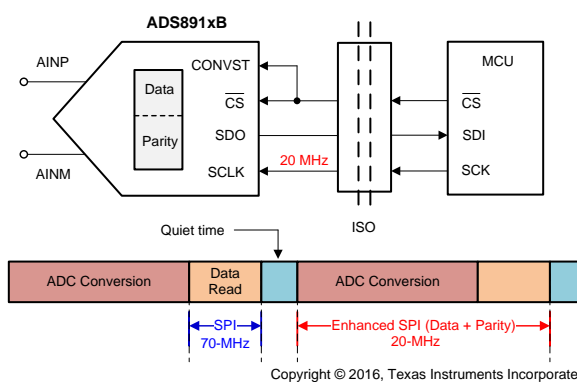 ADS891xB
AINP
AINM
Data
Parity
CONVST
CS
SDO
SCLK
20 MHz
ISO
MCU
CS
SDI
SCK
Quiet time
ADC Conversion
Data
Read
ADC Conversion
SPI
70-MHz
Enhanced SPI (Data + Parity)
20-MHz
Copyright © 2016, Texas Instruments Incorporate